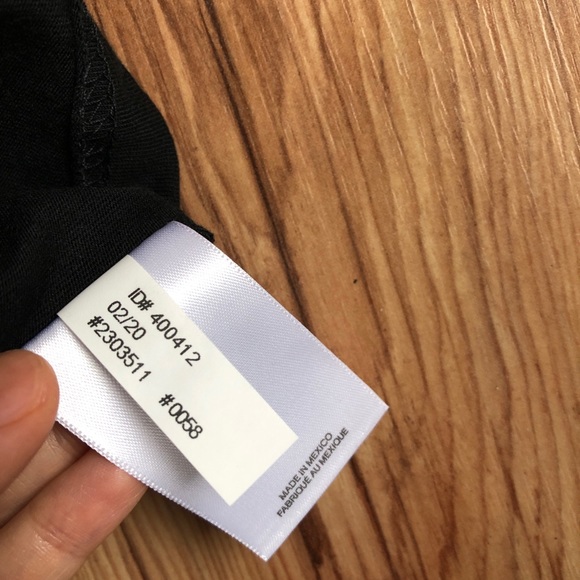 ID# 400412
02/20
#2303511 #0058
MADE IN MEXICO
FABRIQUÉ AU MEXIQUE